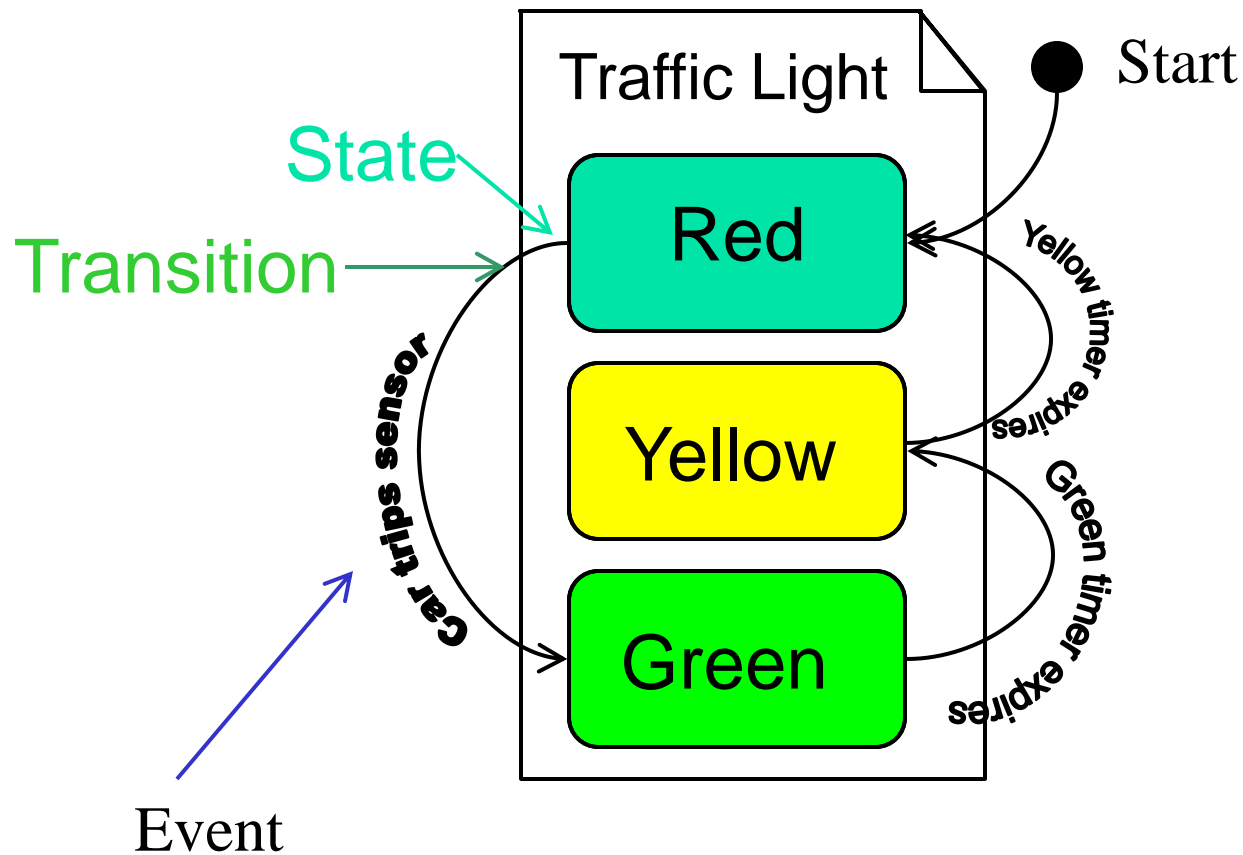 Traffic Light
Start
State
Red
Transition
Yellow timer expires
Car trips sensor
Yellow
Green timer expires
Green
Event